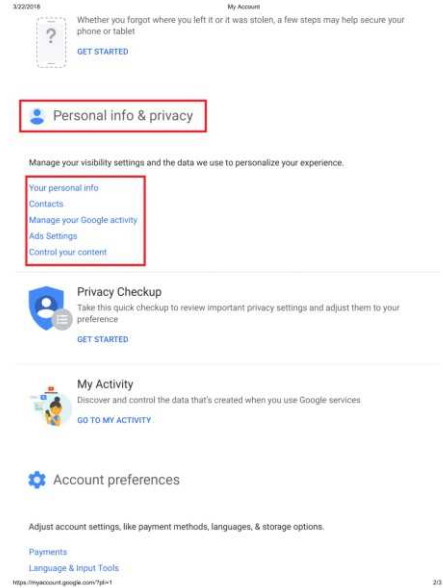 3/22/2018
My Account
Whether you forgot where you left it or it was stolen, a few steps may help secure your
phone or tablet
?
GET STARTED
Personal info & privacy
Manage your visibility settings and the data we use to personalize your experience.
Your personal info
Contacts
Manage your Google activity
Ads Settings
Control your content
Privacy Checkup
Take this quick checkup to review important privacy settings and adjust them to your
preference
GET STARTED
My Activity
Discover and control the data that's created when you use Google services
GO TO MY ACTIVITY
Account preferences
Adjust account settings, like payment methods, languages, & storage options.
Payments
Language & Input Tools
https://myaccount.google.com/?pli=1
2/3